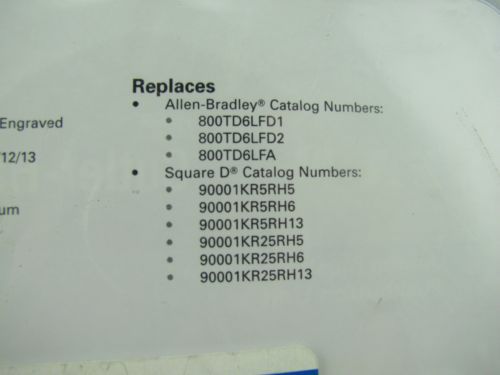 Replaces
• Allen-Bradley® Catalog Numbers:
• 800TD6LFD1
• 800TD6LFD2
• 800TD6LFA
• Square D® Catalog Numbers:
• 90001KR5RH5
• 90001KR5RH6
• 90001KR5RH13
• 90001KR25RH5
• 90001KR25RH6
• 90001KR25RH13
Engraved
/12/13
um